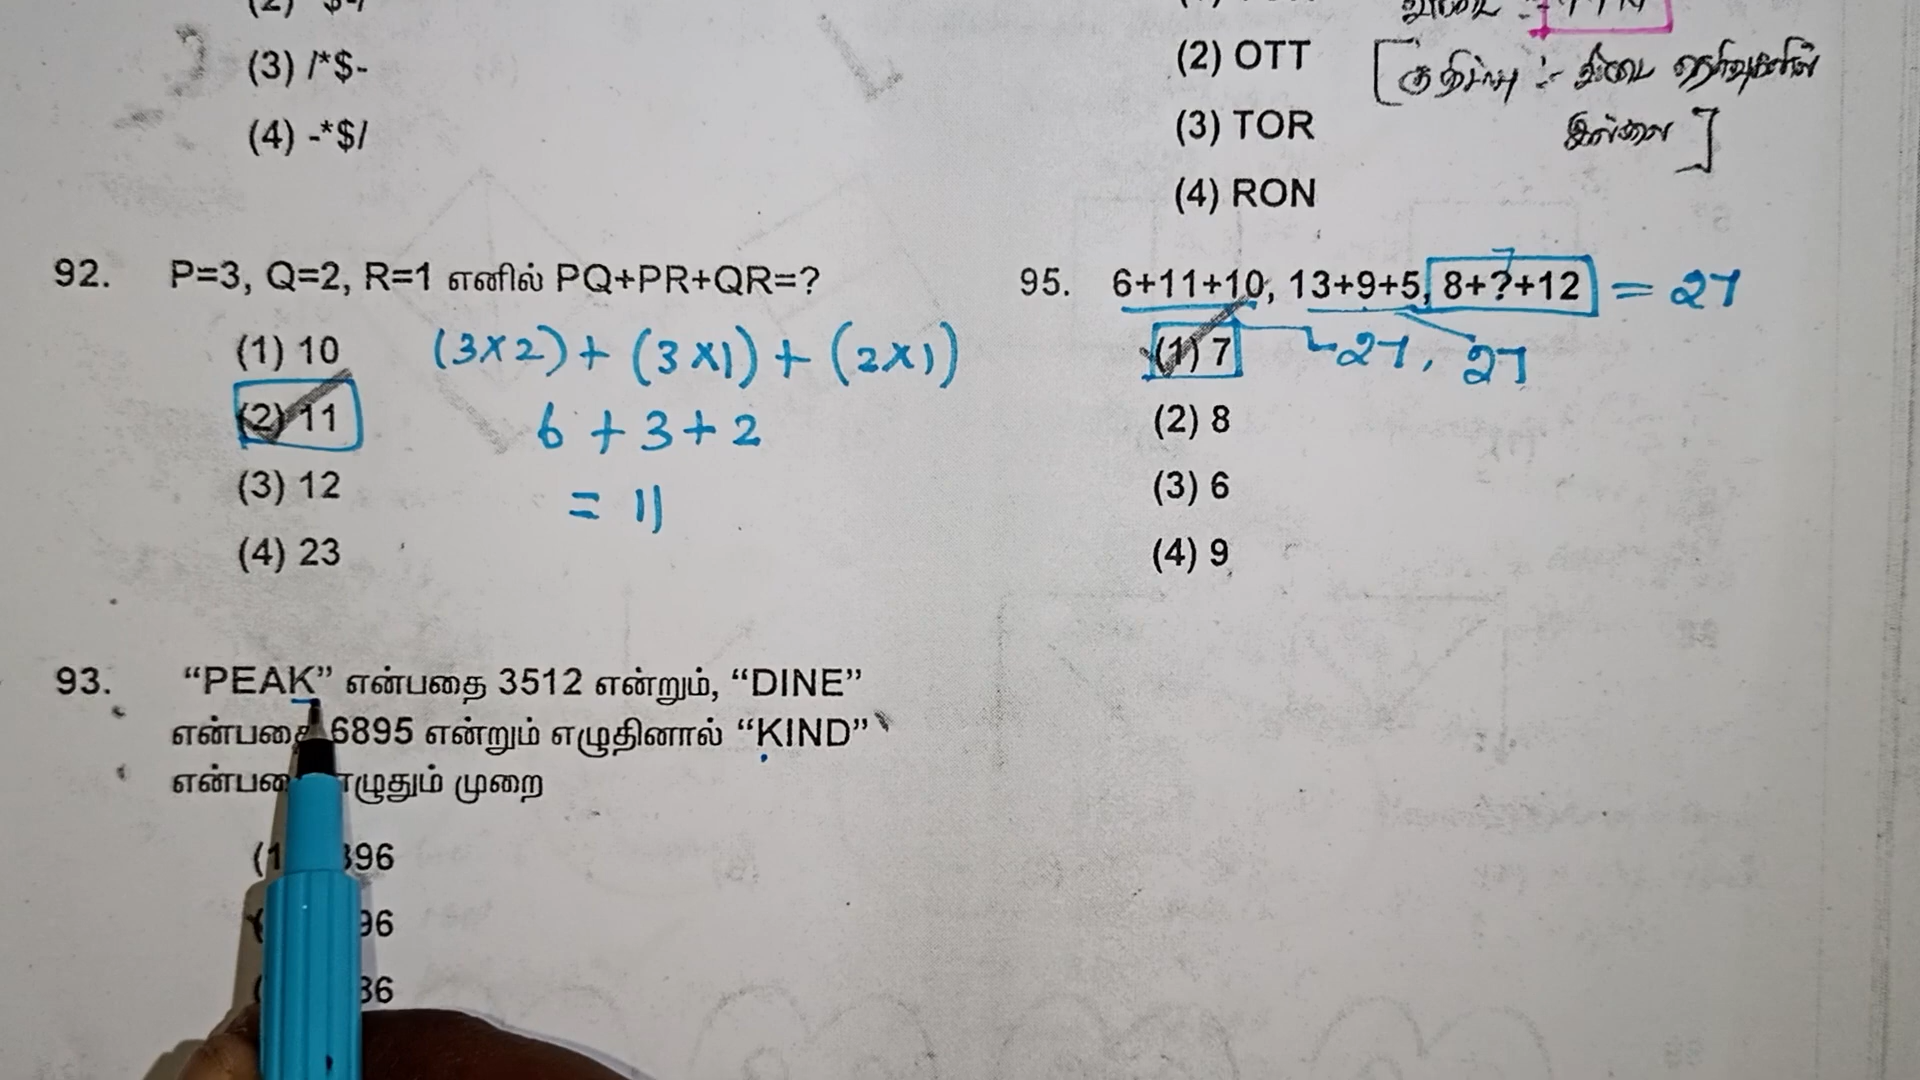 (3) /*$-
(4) -*$/
92. P=3, Q=2, R=1 எனில் PQ+PR+QR=?
(1) 10 (3×2) + (3×1) + (2×1)
(2) 11 6 + 3 + 2
(3) 12 = 11
(4) 23
93. “PEAK” என்பதை 3512 என்றும், “DINE”
6895 என்றும் எழுதினால் “KIND”
முறை
(2) OTT [குறிப்பு :-
(3) TOR இல்லை ]
(4) RON
95. 6+11+10, 13+9+5, 8+?+12 = 27
7
(1) 7 27, 27
(2) 8
(3) 6
(4) 9